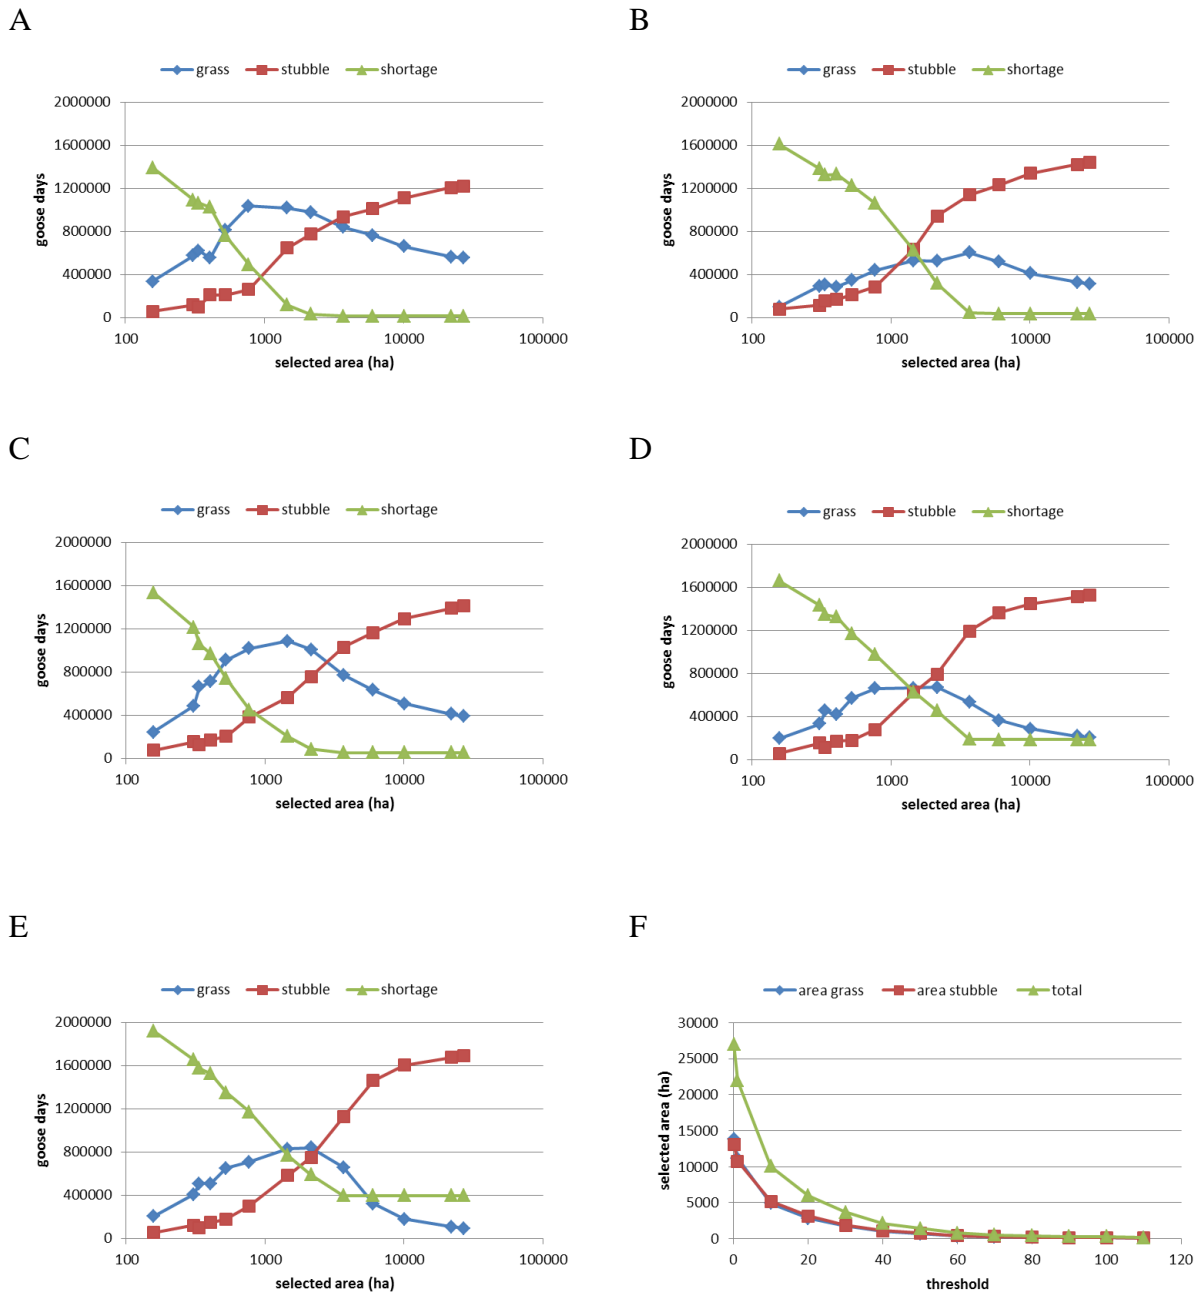 A
grass stubble shortage
2000000
1600000
1200000
800000
400000
0
goose days
100 1000 10000 100000
selected area (ha)
B
grass stubble shortage
2000000
1600000
1200000
800000
400000
0
goose days
100 1000 10000 100000
selected area (ha)
C
grass stubble shortage
2000000
1600000
1200000
800000
400000
0
goose days
100 1000 10000 100000
selected area (ha)
D
grass stubble shortage
2000000
1600000
1200000
800000
400000
0
goose days
100 1000 10000 100000
selected area (ha)
E
grass stubble shortage
2000000
1600000
1200000
800000
400000
0
goose days
100 1000 10000 100000
selected area (ha)
F
area grass area stubble total
30000
25000
20000
15000
10000
5000
0
selected area (ha)
0 20 40 60 80 100 120
threshold